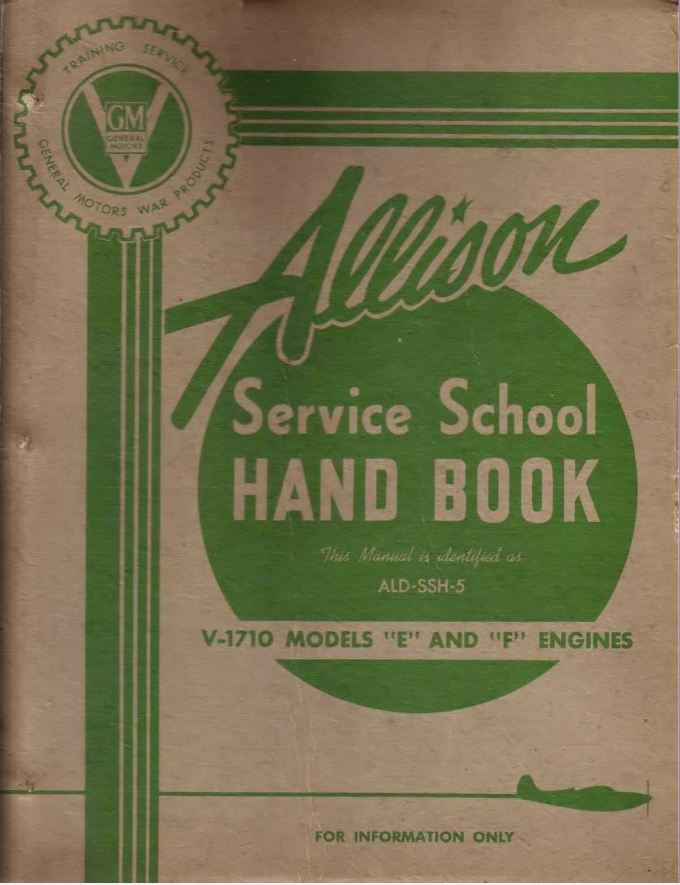 TRAINING SERVICE
GM
GENERAL
MOTORS
GENERAL MOTORS WAR PRODUCTS
Allison
Service School
HAND BOOK
This Manual is identified as
ALD-SSH-5
V-1710 MODELS "E" AND "F" ENGINES
FOR INFORMATION ONLY